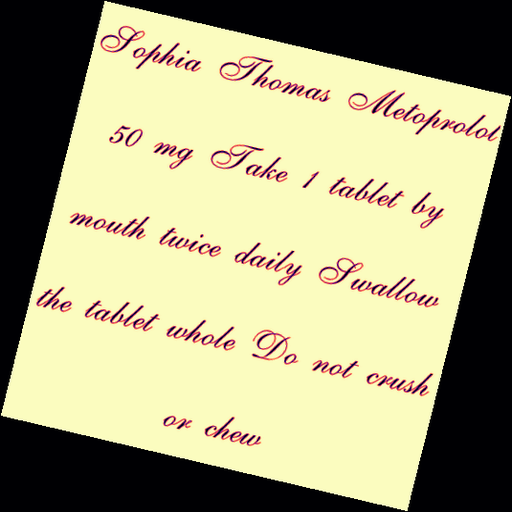 Sophia Thomas Metoprolol
50 mg Take 1 tablet by
mouth twice daily Swallow
the tablet whole Do not crush
or chew